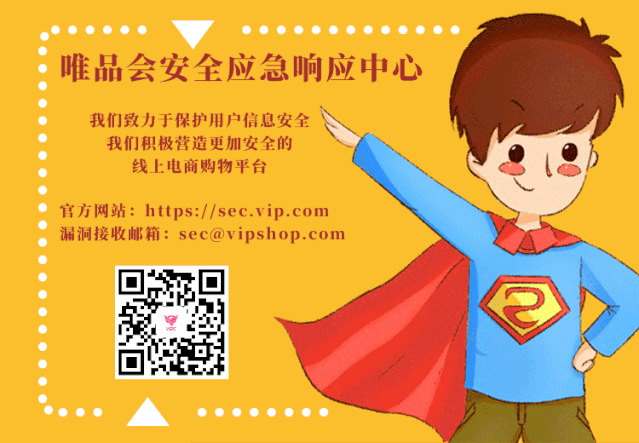 唯品会安全应急响应中心
我们致力于保护用户信息安全
我们积极营造更加安全的
线上电商购物平台
官方网站：https://sec.vip.com
漏洞接收邮箱：sec@vipshop.com